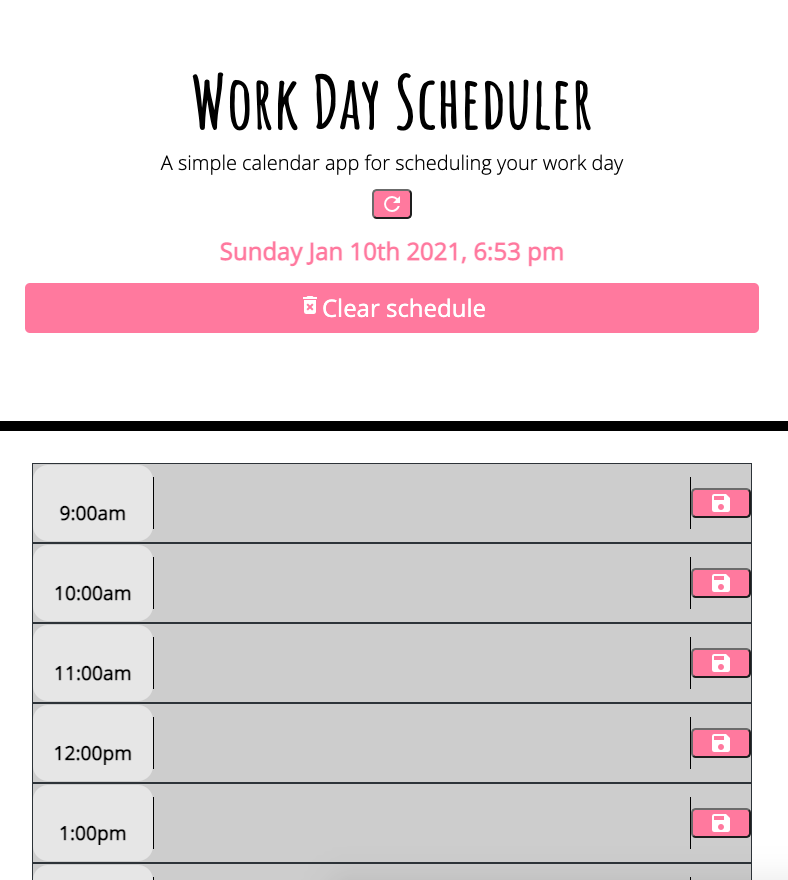 Work Day Scheduler
A simple calendar app for scheduling your work day
Sunday Jan 10th 2021, 6:53 pm
Clear schedule
9:00am
10:00am
11:00am
12:00pm
1:00pm